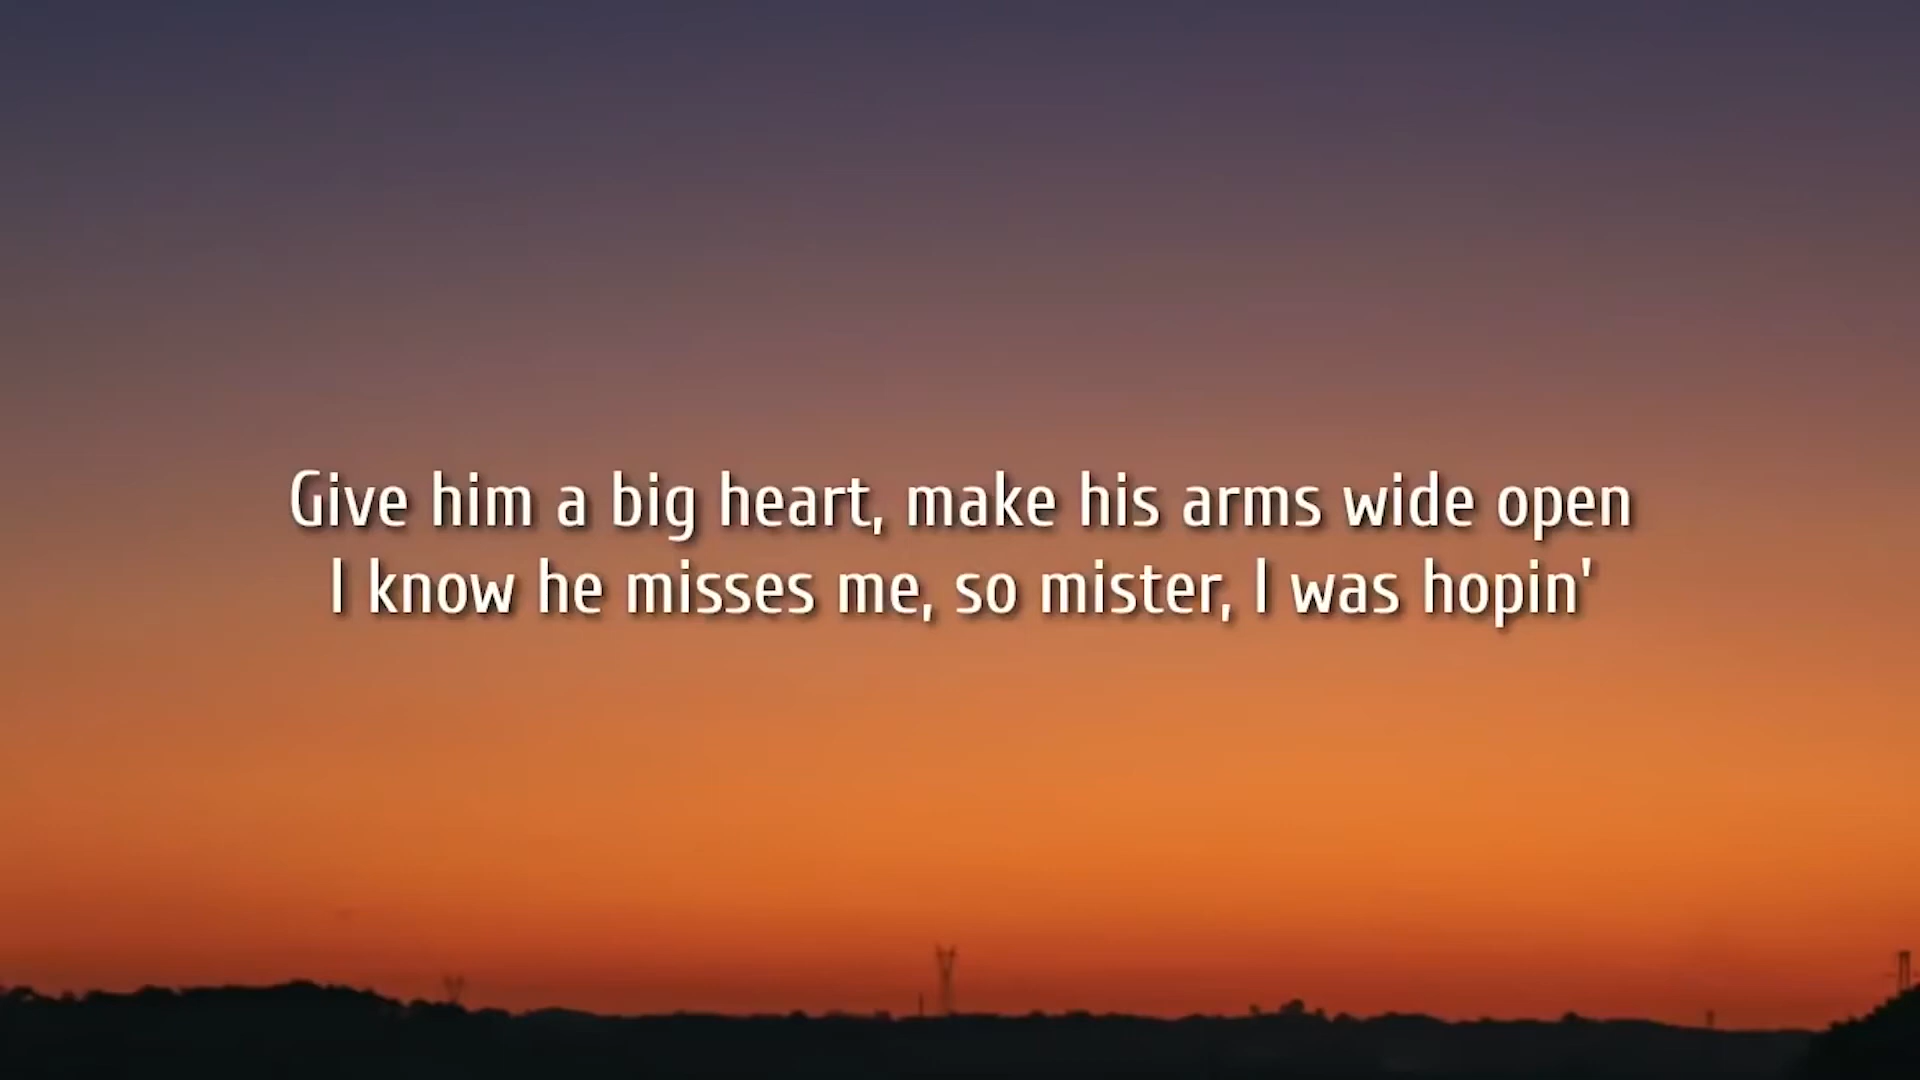 Give him a big heart, make his arms wide open
I know he misses me, so mister, I was hopin'